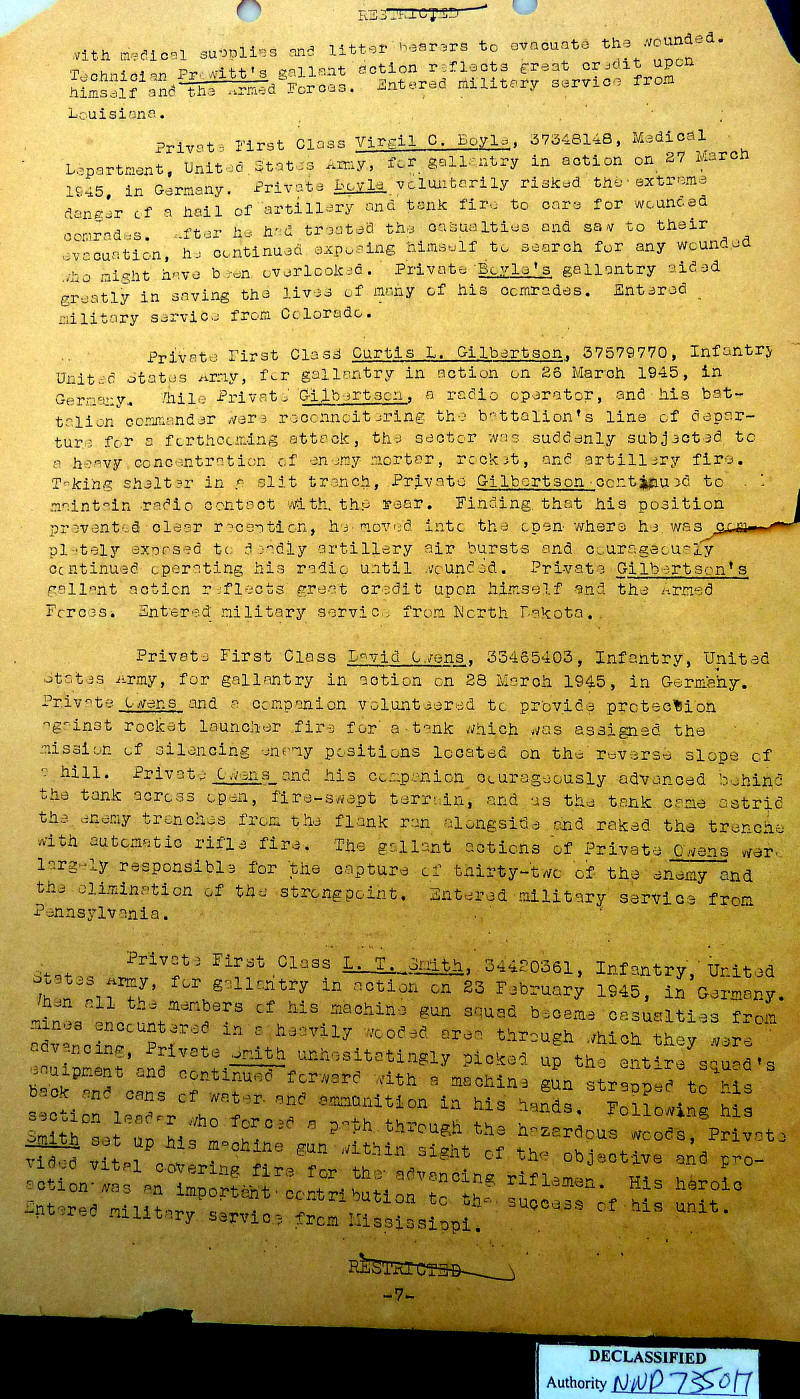 RESTRICTED
with medical supplies and litter bearers to evacuate the wounded.
Technician Prewitt's gallant action reflects great credit upon
himself and the Armed Forces. Entered military service from
Louisiana.
Private First Class Virgil C. Boyle, 37348148, Medical
Department, United States Army, for gallantry in action on 27 March
1945, in Germany. Private Boyle voluntarily risked the extreme
danger of a hail of artillery and tank fire to care for wounded
comrades. After he had treated the casualties and saw to their
evacuation, he continued exposing himself to search for any wounded
who might have been overlooked. Private Boyle's gallantry aided
greatly in saving the lives of many of his comrades. Entered
military service from Colorado.
Private First Class Curtis L. Gilbertson, 37579770, Infantry
United States Army, for gallantry in action on 26 March 1945, in
Germany. While Private Gilbertson, a radio operator, and his bat-
talion commander were reconnoitering the battalion's line of depar-
ture for a forthcoming attack, the sector was suddenly subjected to
a heavy concentration of enemy mortar, rocket, and artillery fire.
Taking shelter in a slit trench, Private Gilbertson continued to
maintain radio contact with the rear. Finding that his position
prevented clear reception, he moved into the open where he was com-
pletely exposed to deadly artillery air bursts and courageously
continued operating his radio until wounded. Private Gilbertson's
gallant action reflects great credit upon himself and the Armed
Forces. Entered military service from North Dakota.
Private First Class David Owens, 33465403, Infantry, United
States Army, for gallantry in action on 28 March 1945, in Germany.
Private Owens and a companion volunteered to provide protection
against rocket launcher fire for a tank which was assigned the
mission of silencing enemy positions located on the reverse slope of
a hill. Private Owens and his companion courageously advanced behind
the tank across open, fire-swept terrain, and as the tank came astrid
the enemy trenches from the flank ran alongside and raked the trenche
with automatic rifle fire. The gallant actions of Private Owens were
largely responsible for the capture of thirty-two of the enemy and
the elimination of the strongpoint. Entered military service from
Pennsylvania.
Private First Class L. T. Smith, 34420361, Infantry, United
States Army, for gallantry in action on 23 February 1945, in Germany.
When all the members of his machine gun squad became casualties from
mines encountered in a heavily wooded area through which they were
advancing, Private Smith unhesitatingly picked up the entire squad's
equipment and continued forward with a machine gun strapped to his
back and cans of water and ammunition in his hands. Following his
section leader who forced a path through the hazardous woods, Private
Smith set up his machine gun within sight of the objective and pro-
vided vital covering fire for the advancing riflemen. His heroic
action was an important contribution to the success of his unit.
Entered military service from Mississippi.
RESTRICTED
-7-
DECLASSIFIED
Authority NND 735017